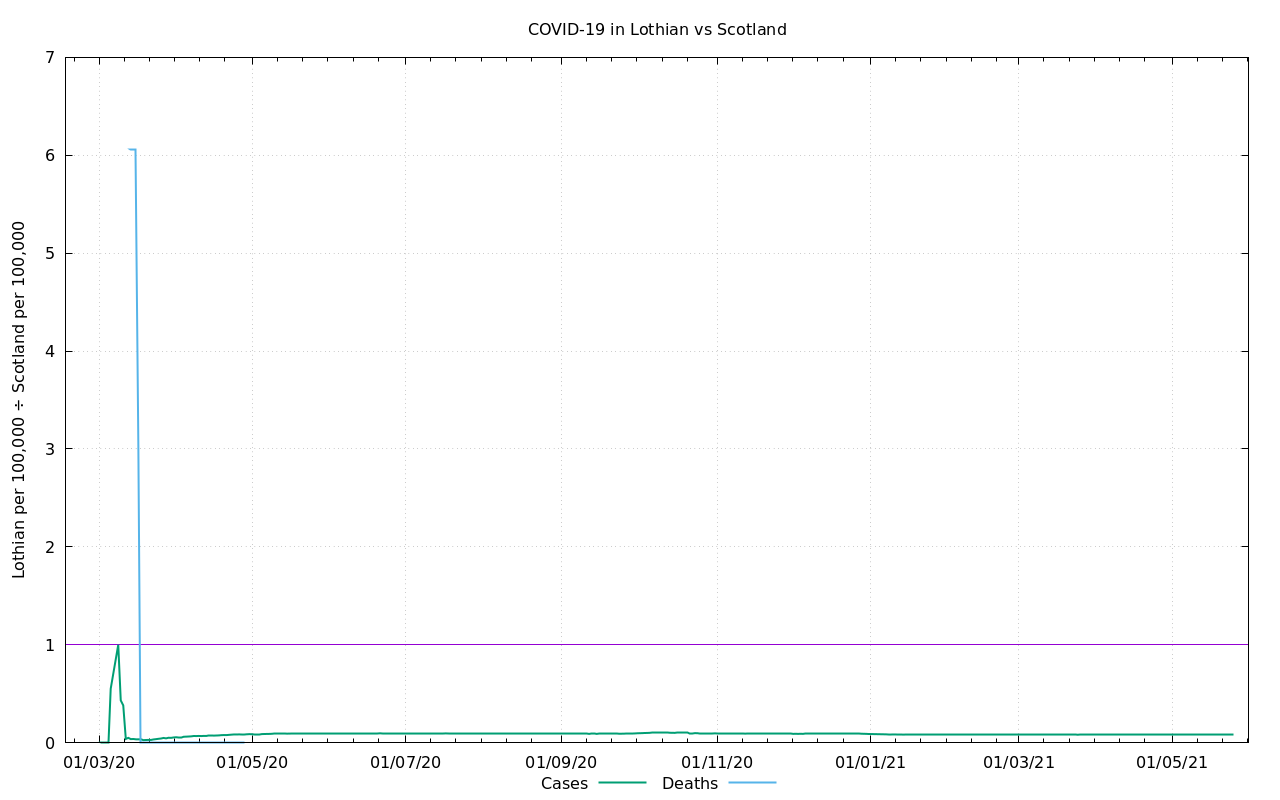 COVID-19 in Lothian vs Scotland
Lothian per 100,000 ÷ Scotland per 100,000
7
6
5
4
3
2
1
0
01/03/20 01/05/20 01/07/20 01/09/20 01/11/20 01/01/21 01/03/21 01/05/21
Cases Deaths